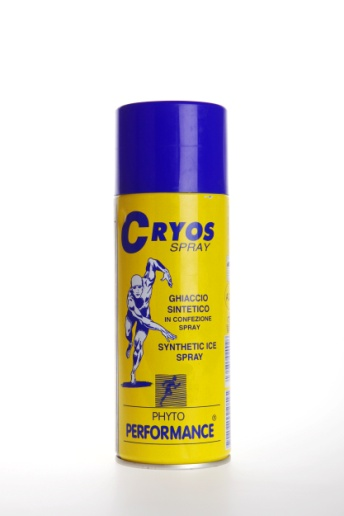 CRYOS
SPRAY
GHIACCIO
SINTETICO
IN CONFEZIONE
SPRAY
SYNTHETIC ICE
SPRAY
PHYTO ®
PERFORMANCE